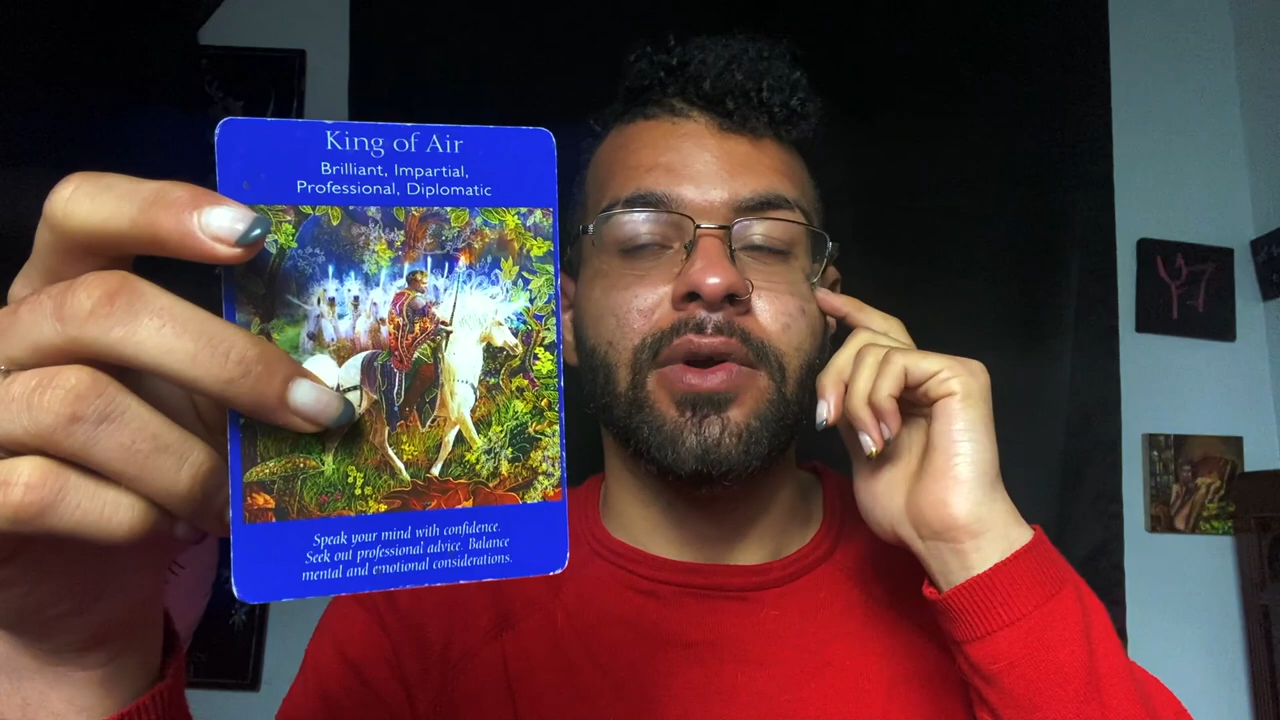 King of Air
Brilliant, Impartial,
Professional, Diplomatic
Speak your mind with confidence.
Seek out professional advice. Balance
mental and emotional considerations.